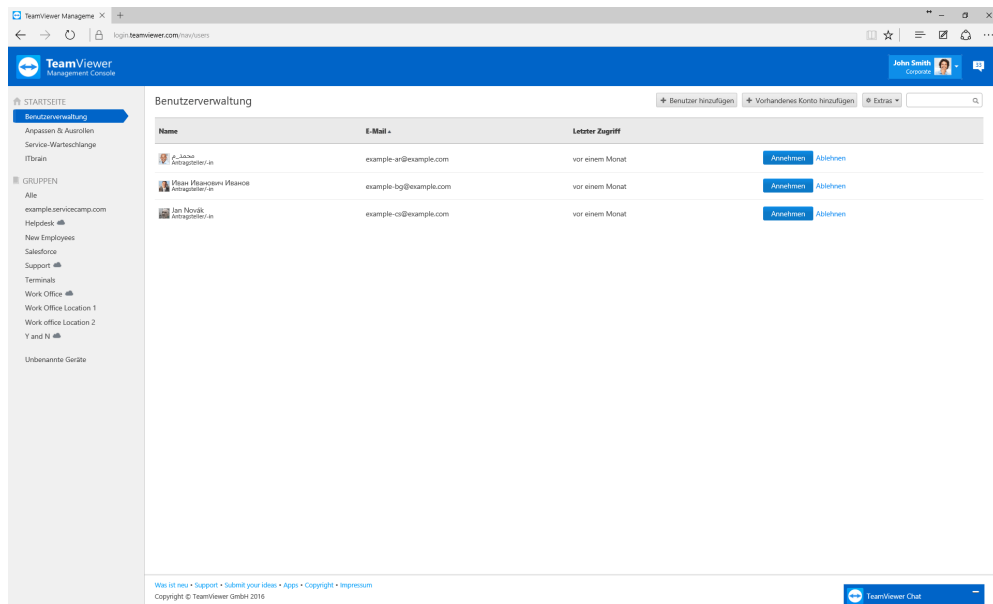 TeamViewer Manageme
login.teamviewer.com/nav/users
TeamViewer
Management Console
John Smith
Corporate
STARTSEITE
Benutzerverwaltung
Anpassen & Ausrollen
Service-Warteschlange
ITbrain
GRUPPEN
Alle
example.servicecamp.com
Helpdesk
New Employees
Salesforce
Support
Terminals
Work Office
Work Office Location 1
Work office Location 2
Y and N
Unbenannte Geräte
Benutzerverwaltung
+ Benutzer hinzufügen + Vorhandenes Konto hinzufügen Extras
Name E-Mail Letzter Zugriff
محمد_م example-ar@example.com vor einem Monat Annehmen Ablehnen
Antragsteller/-in
Иван Иванович Иванов example-bg@example.com vor einem Monat Annehmen Ablehnen
Antragsteller/-in
Jan Novák example-cs@example.com vor einem Monat Annehmen Ablehnen
Antragsteller/-in
Was ist neu • Support • Submit your ideas • Apps • Copyright • Impressum
Copyright © TeamViewer GmbH 2016
TeamViewer Chat